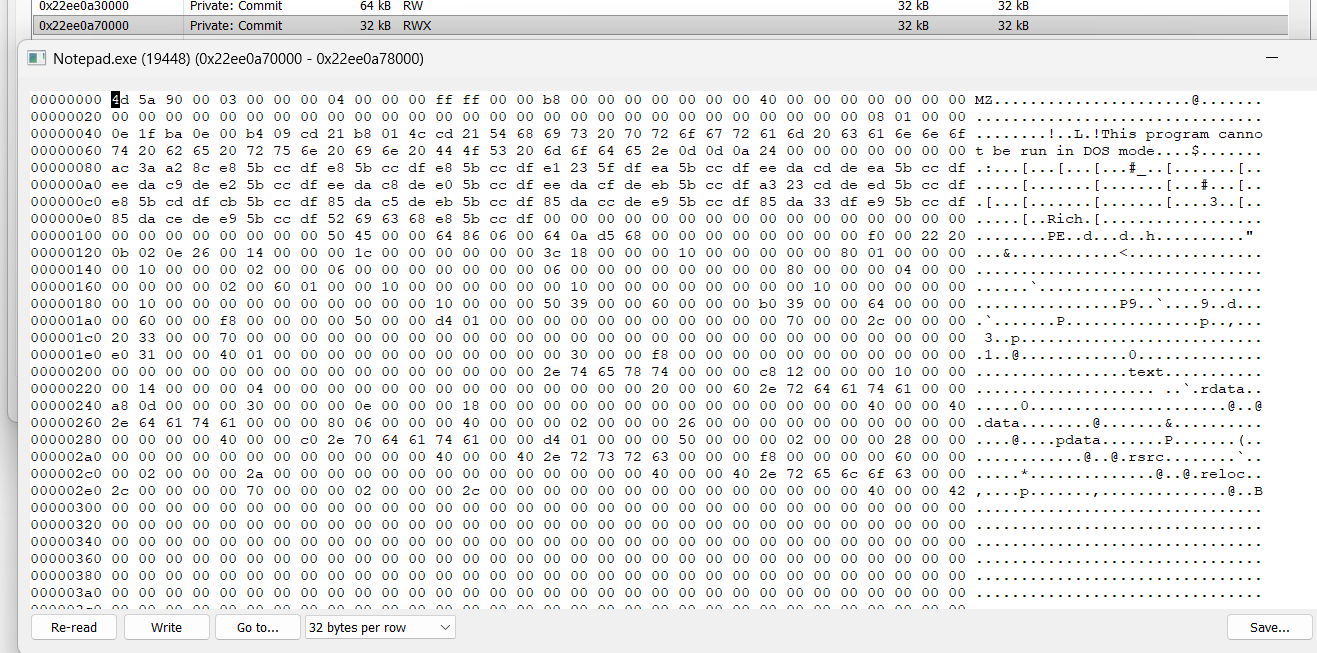 0x22ee0a30000 Private: Commit 64 kB RW 32 kB 32 kB
0x22ee0a70000 Private: Commit 32 kB RWX 32 kB 32 kB
Notepad.exe (19448) (0x22ee0a70000 - 0x22ee0a78000)
00000000 4d 5a 90 00 03 00 00 00 04 00 00 00 ff ff 00 00 b8 00 00 00 00 00 00 00 40 00 00 00 00 00 00 00 MZ......................@.......
00000020 00 00 00 00 00 00 00 00 00 00 00 00 00 00 00 00 00 00 00 00 00 00 00 00 00 00 00 00 08 01 00 00 ................................
00000040 0e 1f ba 0e 00 b4 09 cd 21 b8 01 4c cd 21 54 68 69 73 20 70 72 6f 67 72 61 6d 20 63 61 6e 6e 6f ........!..L.!This program canno
00000060 74 20 62 65 20 72 75 6e 20 69 6e 20 44 4f 53 20 6d 6f 64 65 2e 0d 0d 0a 24 00 00 00 00 00 00 00 t be run in DOS mode....$.......
00000080 ac 3a a2 8c e8 5b cc df e8 5b cc df e8 5b cc df e1 23 5f df ea 5b cc df ee da cd de ea 5b cc df .:...[...[...[...#_..[.......[..
000000a0 ee da c9 de e2 5b cc df ee da c8 de e0 5b cc df ee da cf de eb 5b cc df a3 23 cd de ed 5b cc df .....[.......[.......[...#...[..
000000c0 e8 5b cd df cb 5b cc df 85 da c5 de eb 5b cc df 85 da cc de e9 5b cc df 85 da 33 df e9 5b cc df .[...[.......[.......[....3..[..
000000e0 85 da ce de e9 5b cc df 52 69 63 68 e8 5b cc df 00 00 00 00 00 00 00 00 00 00 00 00 00 00 00 00 .....[..Rich.[..................
00000100 00 00 00 00 00 00 00 00 50 45 00 00 64 86 06 00 64 0a d5 68 00 00 00 00 00 00 00 00 f0 00 22 20 ........PE..d...d..h.........."
00000120 0b 02 0e 26 00 14 00 00 00 1c 00 00 00 00 00 00 3c 18 00 00 00 10 00 00 00 00 00 80 01 00 00 00 ...&............<...............
00000140 00 10 00 00 00 02 00 00 06 00 00 00 00 00 00 00 06 00 00 00 00 00 00 00 00 80 00 00 00 04 00 00 ................................
00000160 00 00 00 00 02 00 60 01 00 00 10 00 00 00 00 00 00 10 00 00 00 00 00 00 00 00 10 00 00 00 00 00 ......`.........................
00000180 00 10 00 00 00 00 00 00 00 00 00 00 10 00 00 00 50 39 00 00 60 00 00 00 b0 39 00 00 64 00 00 00 ................P9..`....9..d...
000001a0 00 60 00 00 f8 00 00 00 00 50 00 00 d4 01 00 00 00 00 00 00 00 00 00 00 00 70 00 00 2c 00 00 00 .`.......P...............p..,...
000001c0 20 33 00 00 70 00 00 00 00 00 00 00 00 00 00 00 00 00 00 00 00 00 00 00 00 00 00 00 00 00 00 00  3..p...........................
000001e0 e0 31 00 00 40 01 00 00 00 00 00 00 00 00 00 00 00 30 00 00 f8 00 00 00 00 00 00 00 00 00 00 00 .1..@............0..............
00000200 00 00 00 00 00 00 00 00 00 00 00 00 00 00 00 00 2e 74 65 78 74 00 00 00 c8 12 00 00 00 10 00 00 .................text...........
00000220 00 14 00 00 00 04 00 00 00 00 00 00 00 00 00 00 00 00 00 00 20 00 00 60 2e 72 64 61 74 61 00 00 .................... ..`.rdata..
00000240 a8 0d 00 00 00 30 00 00 00 0e 00 00 00 18 00 00 00 00 00 00 00 00 00 00 00 00 00 00 40 00 00 40 .....0......................@..@
00000260 2e 64 61 74 61 00 00 00 80 06 00 00 00 40 00 00 00 02 00 00 00 26 00 00 00 00 00 00 00 00 00 00 .data........@.......&..........
00000280 00 00 00 00 40 00 00 c0 2e 70 64 61 74 61 00 00 d4 01 00 00 00 50 00 00 00 02 00 00 00 28 00 00 ....@....pdata.......P.......(..
000002a0 00 00 00 00 00 00 00 00 00 00 00 00 40 00 00 40 2e 72 73 72 63 00 00 00 f8 00 00 00 00 60 00 00 ............@..@.rsrc........`..
000002c0 00 02 00 00 00 2a 00 00 00 00 00 00 00 00 00 00 00 00 00 00 40 00 00 40 2e 72 65 6c 6f 63 00 00 .....*..............@..@.reloc..
000002e0 2c 00 00 00 00 70 00 00 00 02 00 00 00 2c 00 00 00 00 00 00 00 00 00 00 00 00 00 00 40 00 00 42 ,....p.......,..............@..B
00000300 00 00 00 00 00 00 00 00 00 00 00 00 00 00 00 00 00 00 00 00 00 00 00 00 00 00 00 00 00 00 00 00 ................................
00000320 00 00 00 00 00 00 00 00 00 00 00 00 00 00 00 00 00 00 00 00 00 00 00 00 00 00 00 00 00 00 00 00 ................................
00000340 00 00 00 00 00 00 00 00 00 00 00 00 00 00 00 00 00 00 00 00 00 00 00 00 00 00 00 00 00 00 00 00 ................................
00000360 00 00 00 00 00 00 00 00 00 00 00 00 00 00 00 00 00 00 00 00 00 00 00 00 00 00 00 00 00 00 00 00 ................................
00000380 00 00 00 00 00 00 00 00 00 00 00 00 00 00 00 00 00 00 00 00 00 00 00 00 00 00 00 00 00 00 00 00 ................................
000003a0 00 00 00 00 00 00 00 00 00 00 00 00 00 00 00 00 00 00 00 00 00 00 00 00 00 00 00 00 00 00 00 00 ................................
Re-read Write Go to... 32 bytes per row Save...